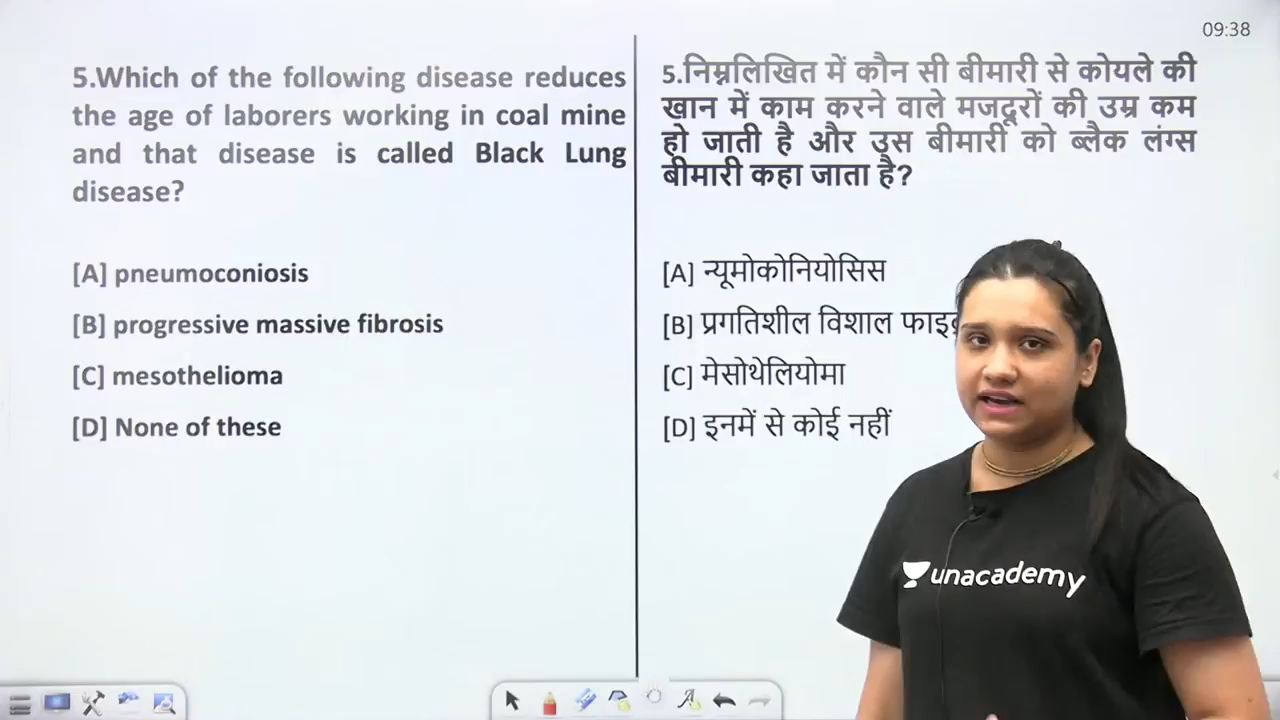 09:38
5.Which of the following disease reduces
the age of laborers working in coal mine
and that disease is called Black Lung
disease?
[A] pneumoconiosis
[B] progressive massive fibrosis
[C] mesothelioma
[D] None of these
5.निम्नलिखित में कौन सी बीमारी से कोयले की
खान में काम करने वाले मजदूरों की उम्र कम
हो जाती है और उस बीमारी को ब्लैक लंग्स
बीमारी कहा जाता है?
[A] न्यूमोकोनियोसिस
[B] प्रगतिशील विशाल
[C] मेसोथेलियोमा
[D] इनमें से कोई नहीं
unacademy